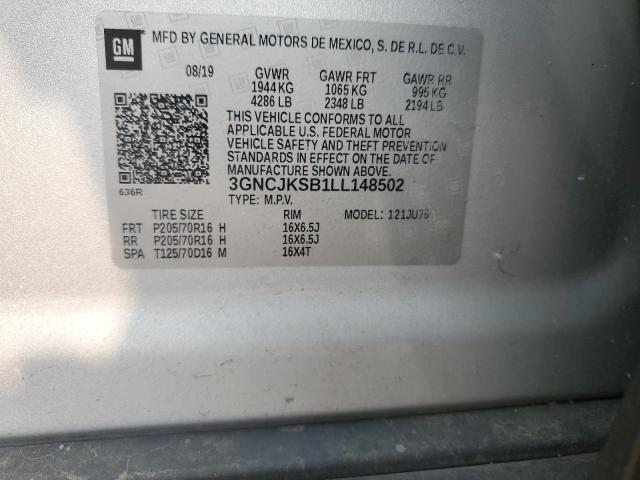 GM MFD BY GENERAL MOTORS DE MEXICO, S. DE R.L. DE C.V.
08/19 GVWR GAWR FRT GAWR RR
1944 KG 1065 KG 995 KG
4286 LB 2348 LB 2194 LB
THIS VEHICLE CONFORMS TO ALL
APPLICABLE U.S. FEDERAL MOTOR
VEHICLE SAFETY AND THEFT PREVENTION
STANDARDS IN EFFECT ON THE DATE OF
MANUFACTURE SHOWN ABOVE.
636R 3GNCJKSB1LL148502
TYPE: M.P.V.
TIRE SIZE RIM MODEL: 121JU76
FRT P205/70R16 H 16X6.5J
RR P205/70R16 H 16X6.5J
SPA T125/70D16 M 16X4T